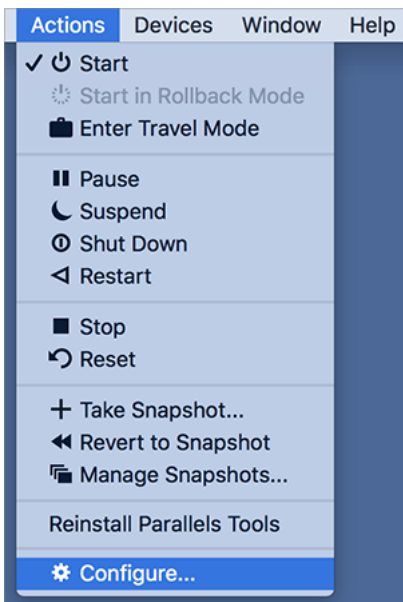 Actions Devices Window Help
Start
Start in Rollback Mode
Enter Travel Mode
Pause
Suspend
Shut Down
Restart
Stop
Reset
Take Snapshot...
Revert to Snapshot
Manage Snapshots...
Reinstall Parallels Tools
Configure...